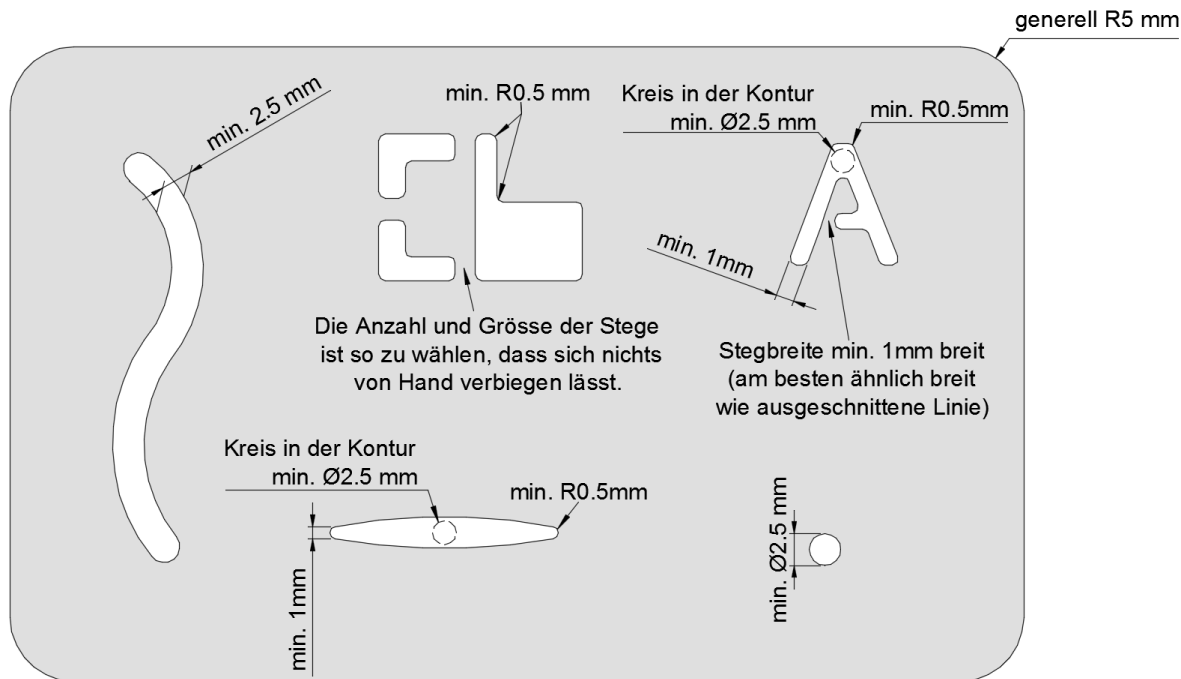 generell R5 mm
min. 2.5 mm
min. R0.5 mm
Kreis in der Kontur
min. Ø2.5 mm
min. R0.5mm
min. 1mm
Die Anzahl und Grösse der Stege
ist so zu wählen, dass sich nichts
von Hand verbiegen lässt.
Stegbreite min. 1mm breit
(am besten ähnlich breit
wie ausgeschnittene Linie)
Kreis in der Kontur
min. Ø2.5 mm
min. R0.5mm
min. 1mm
min. Ø2.5 mm